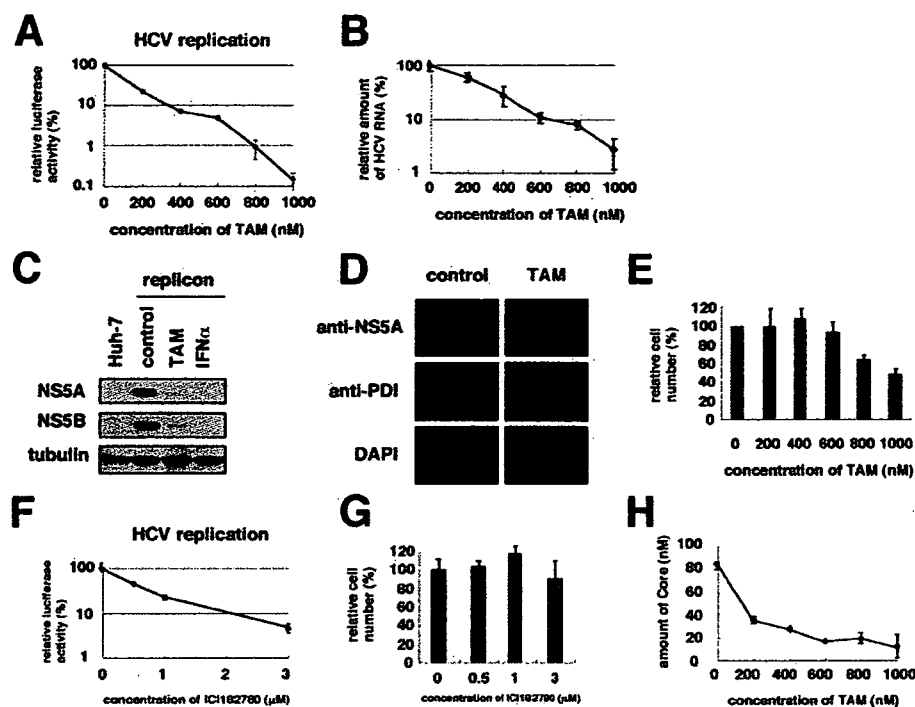 A
HCV replication
relative luciferase
activity (%)
100
10
1
0.1
0 200 400 600 800 1000
concentration of TAM (nM)
B
relative amount
of HCV RNA (%)
100
10
1
0 200 400 600 800 1000
concentration of TAM (nM)
C
replicon
Huh-7
control
TAM
IFNα
NS5A
NS5B
tubulin
D
control TAM
anti-NS5A
anti-PDI
DAPI
E
relative cell
number (%)
120
100
80
60
40
20
0
0 200 400 600 800 1000
concentration of TAM (nM)
F
HCV replication
relative luciferase
activity (%)
100
10
1
0 1 2 3
concentration of ICI182780 (μM)
G
relative cell
number (%)
120
100
80
60
40
20
0
0 0.5 1 3
concentration of ICI182780 (μM)
H
amount of Core (nM)
100
80
60
40
20
0
0 200 400 600 800 1000
concentration of TAM (nM)